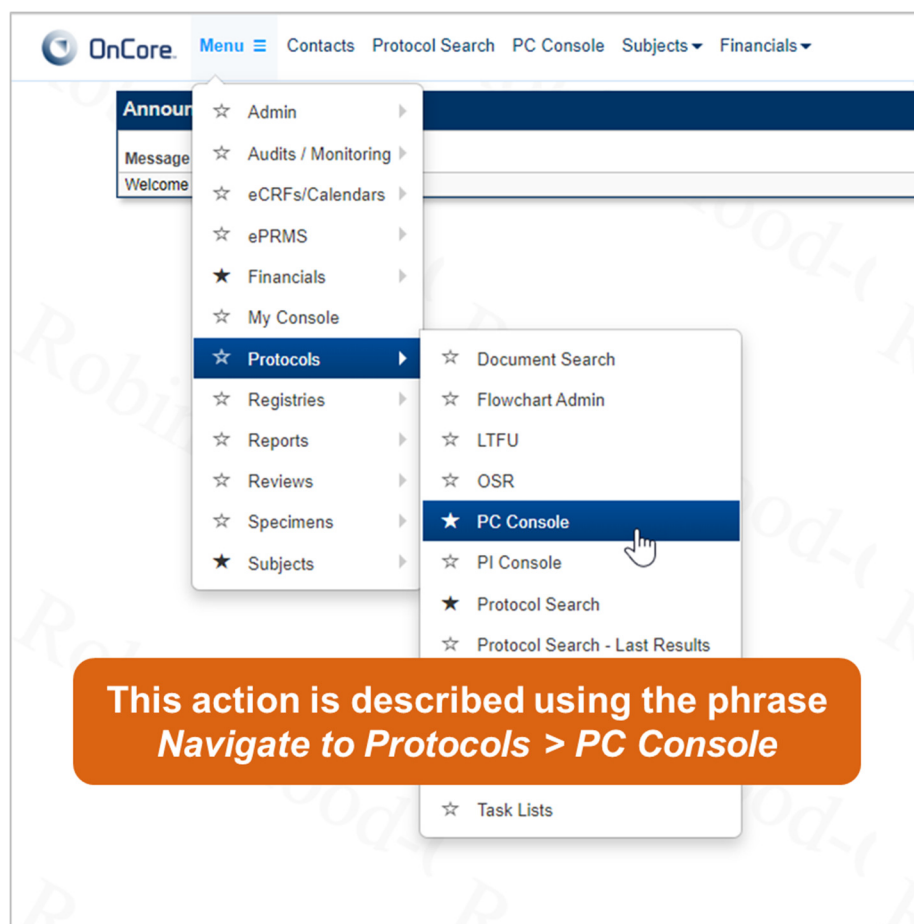 OnCore. Menu ☰ Contacts Protocol Search PC Console Subjects Financials
Message
Welcome
Admin
Audits / Monitoring
eCRFs/Calendars
ePRMS
Financials
My Console
Protocols
Registries
Reports
Reviews
Specimens
Subjects
Document Search
Flowchart Admin
LTFU
OSR
PC Console
PI Console
Protocol Search
Protocol Search - Last Results
This action is described using the phrase
Navigate to Protocols > PC Console
Task Lists